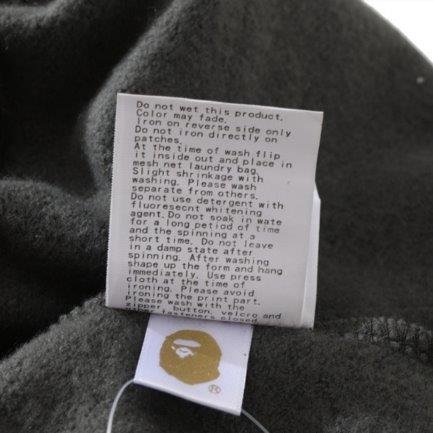 Do not wet this product.
Color may fade.
Iron on reverse side only
Do not iron directly on
patches.
At the time of wash flip
it inside out and place in
mesh net laundry bag.
Slight shrinkage with
washing. Please wash
separate from others.
Do not use detergent with
fluoresecnt whitening
agent. Do not soak in wate
for a long petiod of time
and the spinning at a
short time. Do not leave
in a damp state after
spinning. After washing
shape up the form and hang
immediately. Use press
cloth at the time of
ironing. Please avoid
ironing the print part.
Please wash with the
zipper, button, velcro and
fasteners closed
®